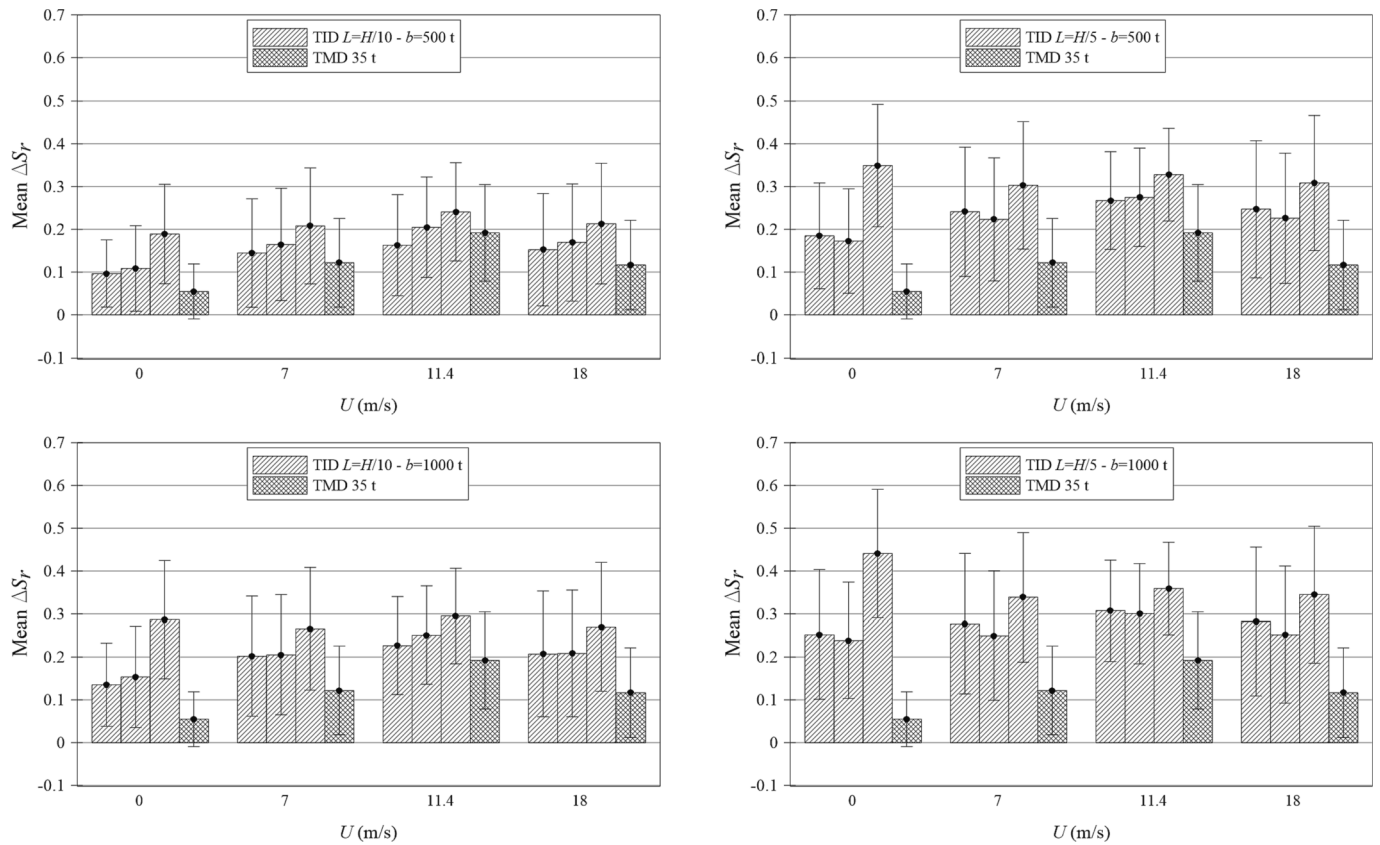 0.7
0.6
0.5
0.4
0.3
0.2
0.1
0
-0.1
Mean △Sr
TID L=H/10 - b=500 t
TMD 35 t
0 7 11.4 18
U (m/s)
0.7
0.6
0.5
0.4
0.3
0.2
0.1
0
-0.1
Mean △Sr
TID L=H/5 - b=500 t
TMD 35 t
0 7 11.4 18
U (m/s)
0.7
0.6
0.5
0.4
0.3
0.2
0.1
0
-0.1
Mean △Sr
TID L=H/10 - b=1000 t
TMD 35 t
0 7 11.4 18
U (m/s)
0.7
0.6
0.5
0.4
0.3
0.2
0.1
0
-0.1
Mean △Sr
TID L=H/5 - b=1000 t
TMD 35 t
0 7 11.4 18
U (m/s)